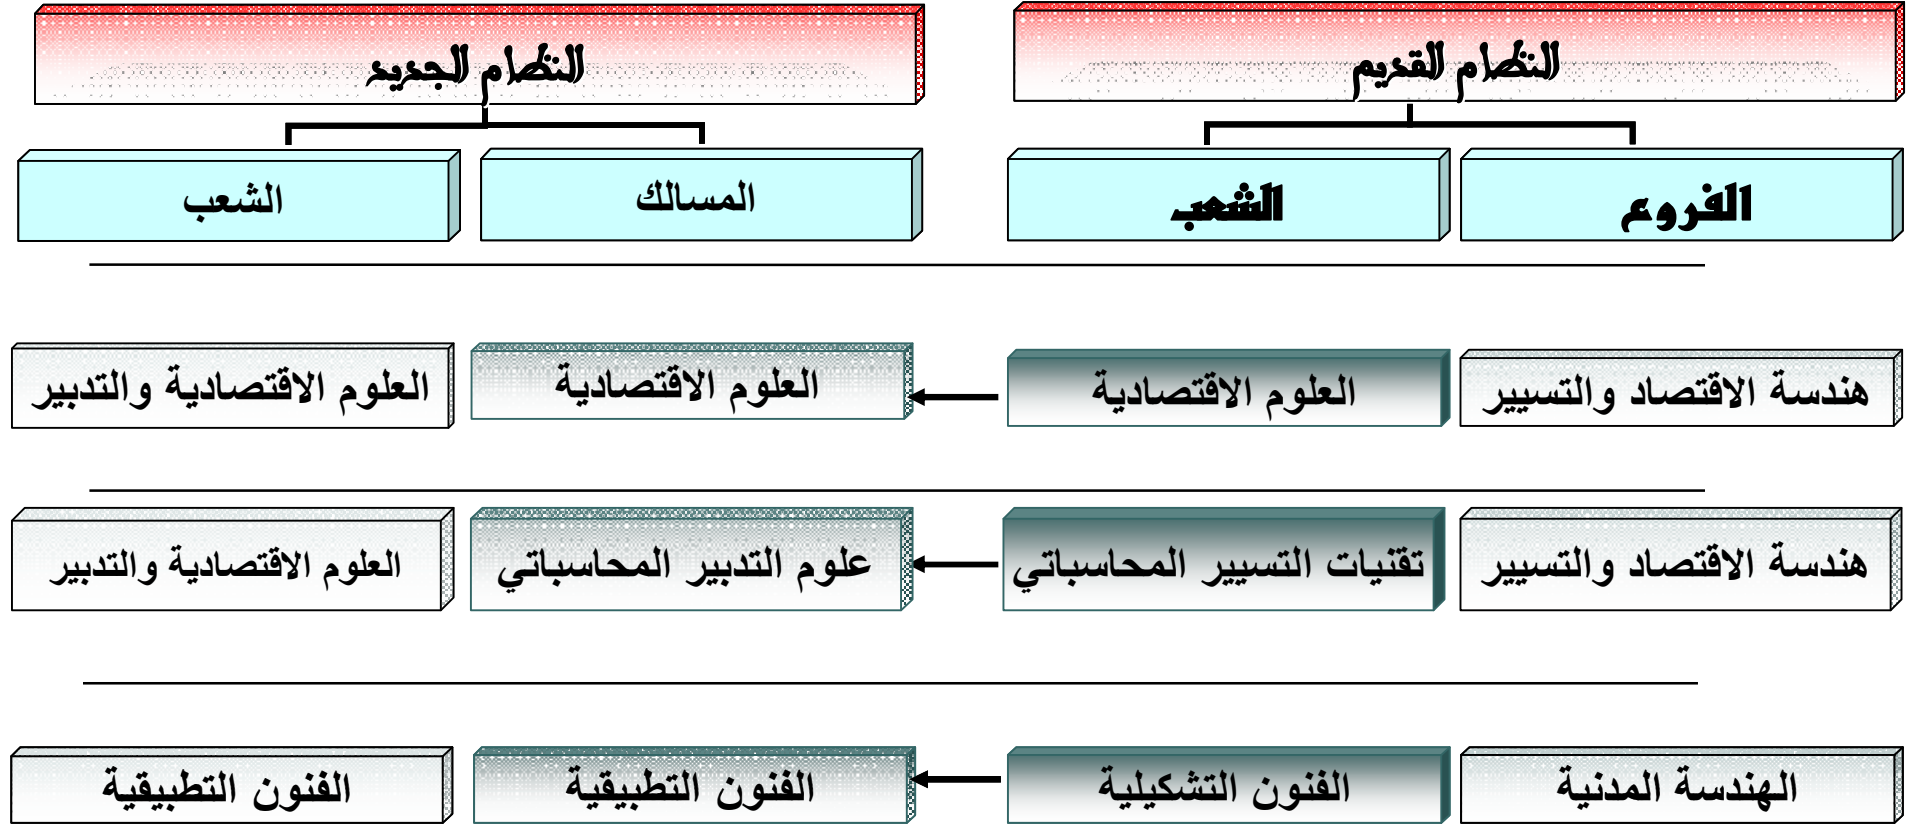 النظام القديم
النظام الجديد
الفروع
الشعب
المسالك
الشعب
هندسة الاقتصاد والتسيير
العلوم الاقتصادية
العلوم الاقتصادية
العلوم الاقتصادية والتدبير
هندسة الاقتصاد والتسيير
تقنيات التسيير المحاسباتي
علوم التدبير المحاسباتي
العلوم الاقتصادية والتدبير
الهندسة المدنية
الفنون التشكيلية
الفنون التطبيقية
الفنون التطبيقية